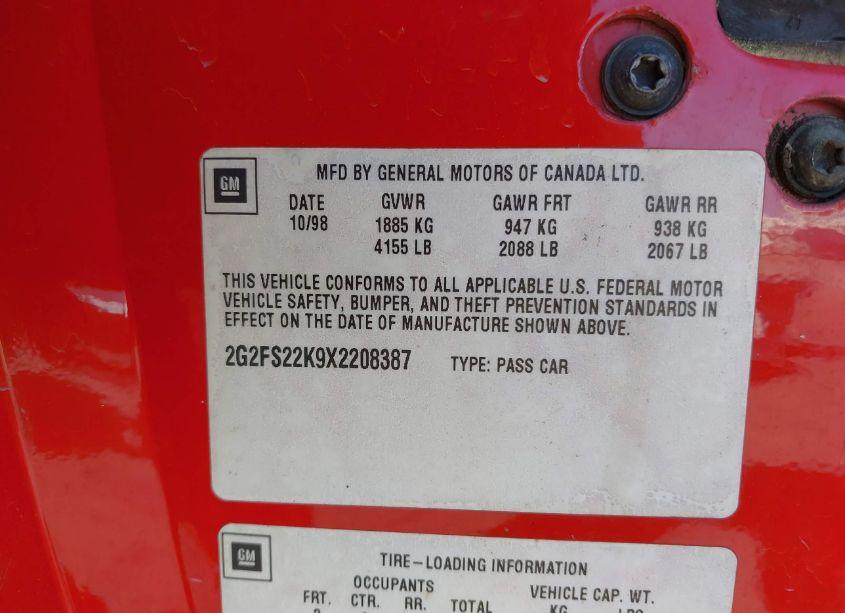 GM
MFD BY GENERAL MOTORS OF CANADA LTD.
DATE GVWR GAWR FRT GAWR RR
10/98 1885 KG 947 KG 938 KG
4155 LB 2088 LB 2067 LB
THIS VEHICLE CONFORMS TO ALL APPLICABLE U.S. FEDERAL MOTOR
VEHICLE SAFETY, BUMPER, AND THEFT PREVENTION STANDARDS IN
EFFECT ON THE DATE OF MANUFACTURE SHOWN ABOVE.
2G2FS22K9X2208387 TYPE: PASS CAR
GM
TIRE-LOADING INFORMATION
OCCUPANTS VEHICLE CAP. WT.
FRT. CTR. RR. TOTAL KG LBS